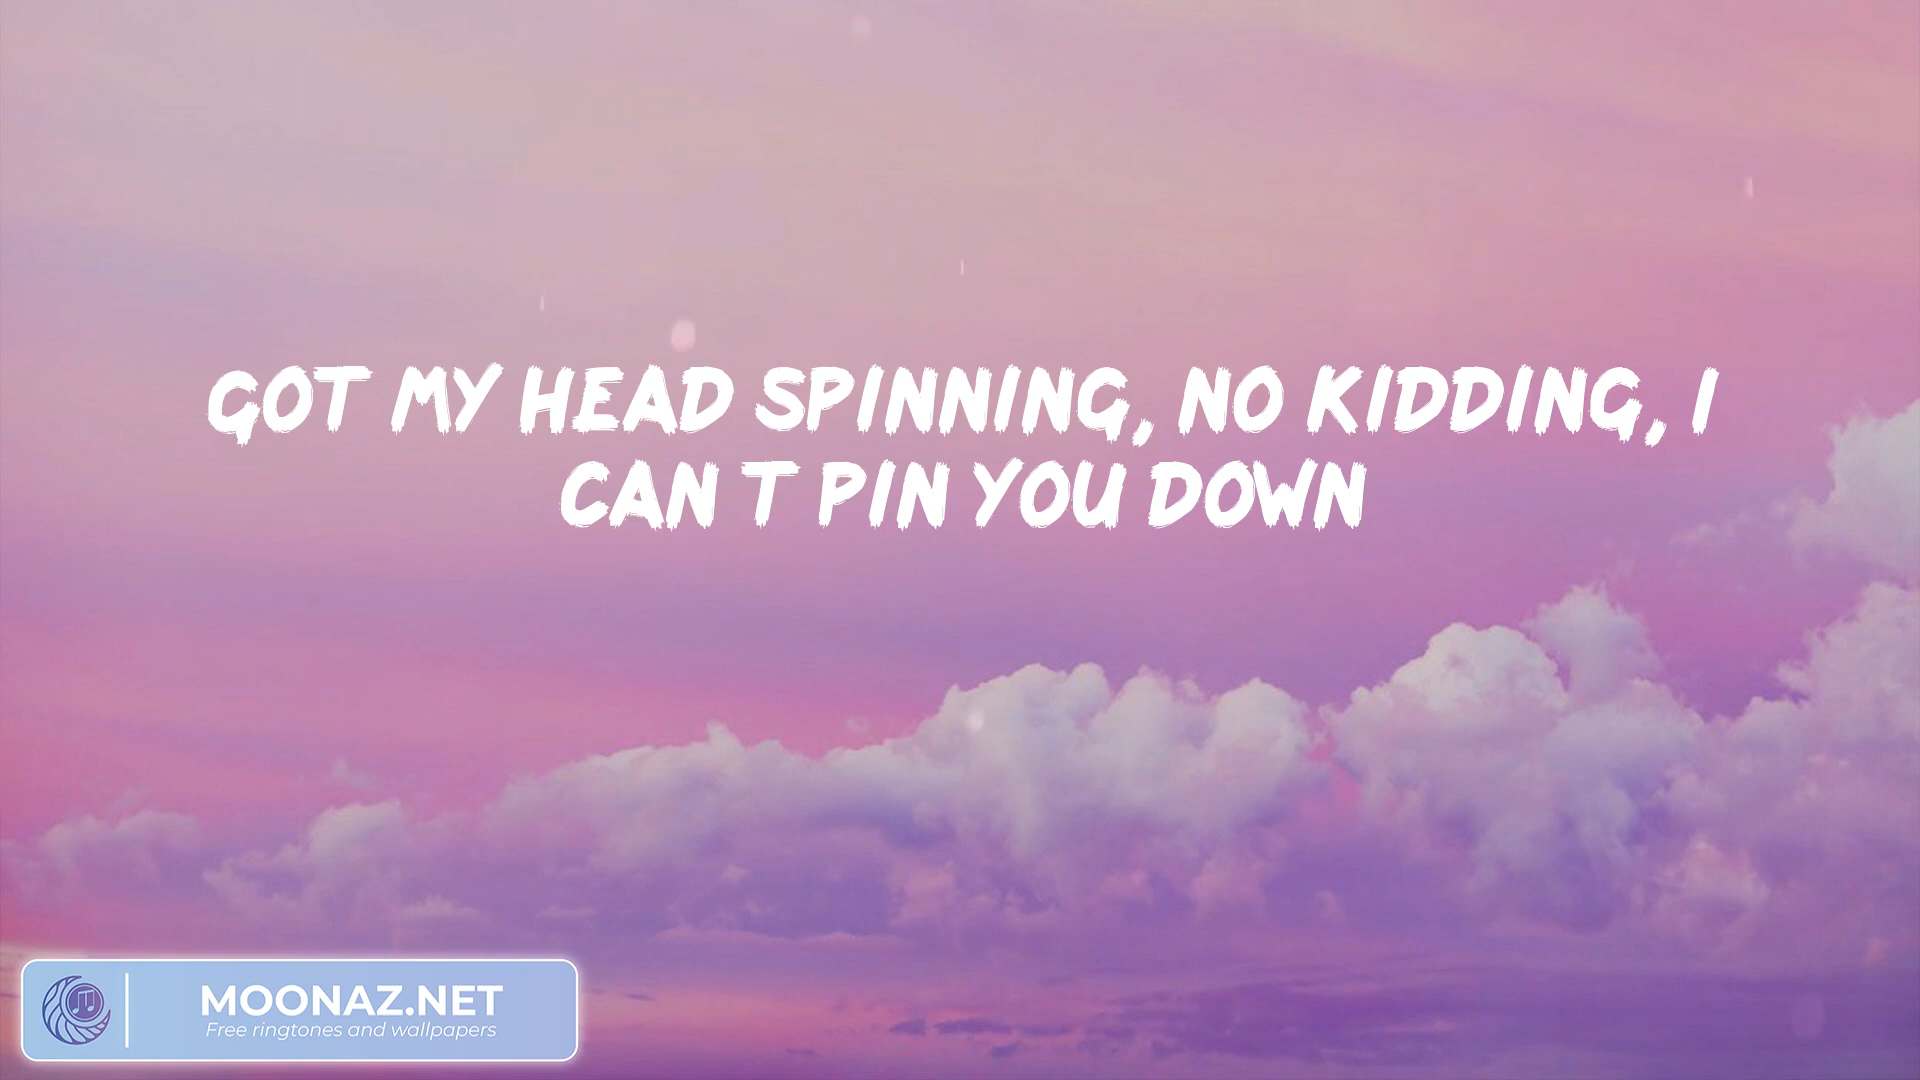 GOT MY HEAD SPINNING, NO KIDDING, I
CAN T PIN YOU DOWN
MOONAZ.NET
Free ringtones and wallpapers